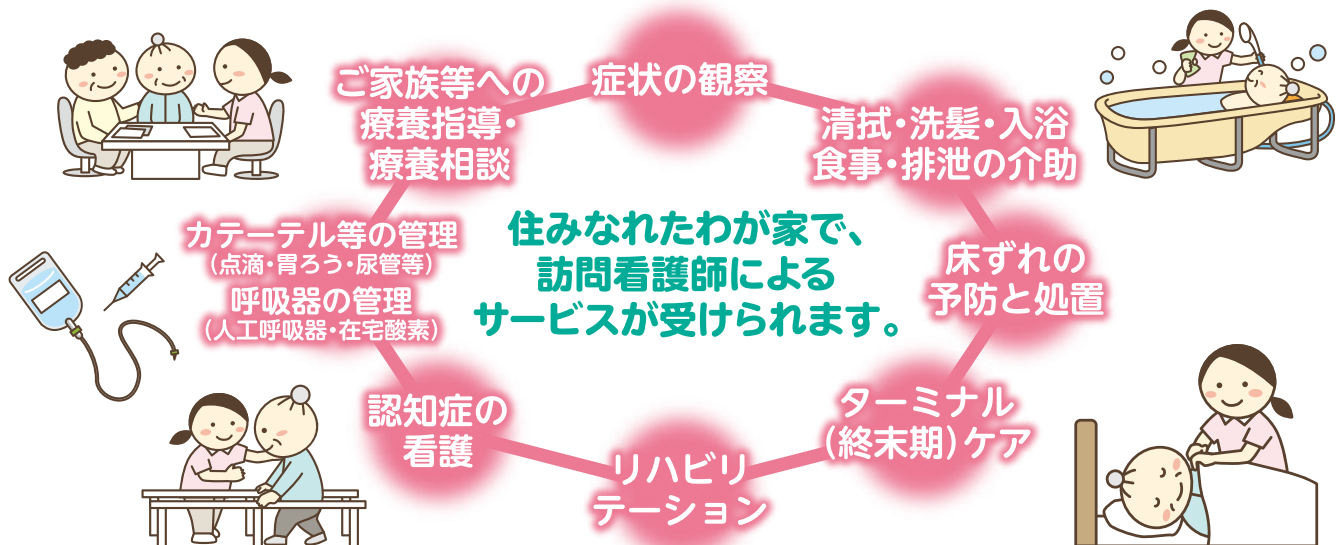 症状の観察
清拭・洗髪・入浴
食事・排泄の介助
床ずれの
予防と処置
ターミナル
(終末期)ケア
リハビリ
テーション
認知症の
看護
カテーテル等の管理
(点滴・胃ろう・尿管等)
呼吸器の管理
(人工呼吸器・在宅酸素)
ご家族等への
療養指導・
療養相談
住みなれたわが家で、
訪問看護師による
サービスが受けられます。